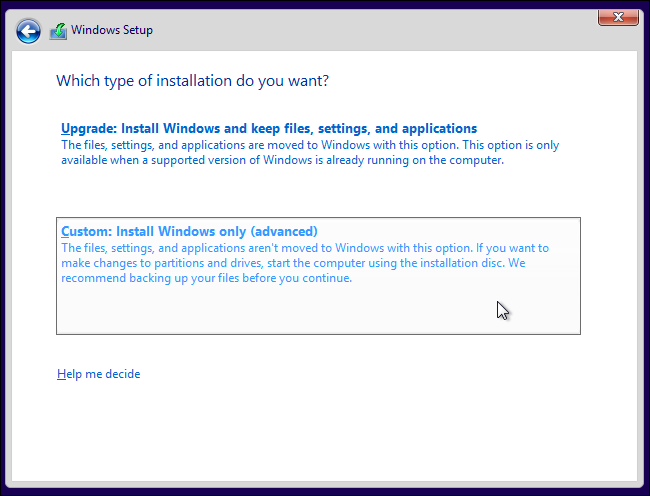 Windows Setup
Which type of installation do you want?
Upgrade: Install Windows and keep files, settings, and applications
The files, settings, and applications are moved to Windows with this option. This option is only
available when a supported version of Windows is already running on the computer.
Custom: Install Windows only (advanced)
The files, settings, and applications aren't moved to Windows with this option. If you want to
make changes to partitions and drives, start the computer using the installation disc. We
recommend backing up your files before you continue.
Help me decide